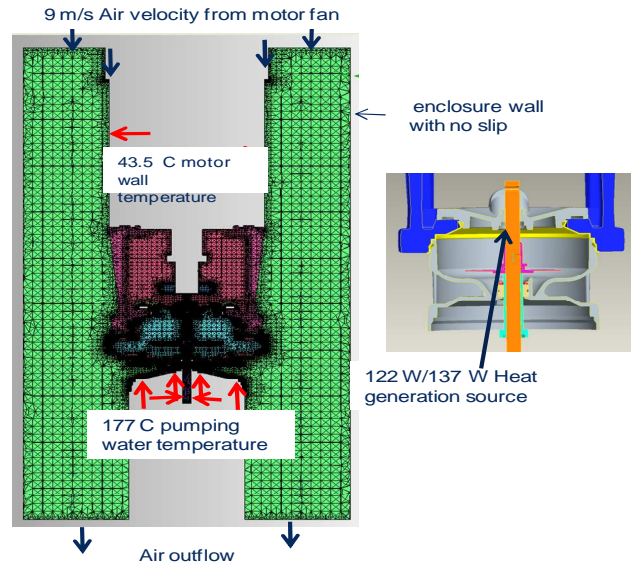 9 m/s Air velocity from motor fan
enclosure wall
with no slip
43.5 C motor
wall
temperature
122 W/137 W Heat
generation source
177 C pumping
water temperature
Air outflow